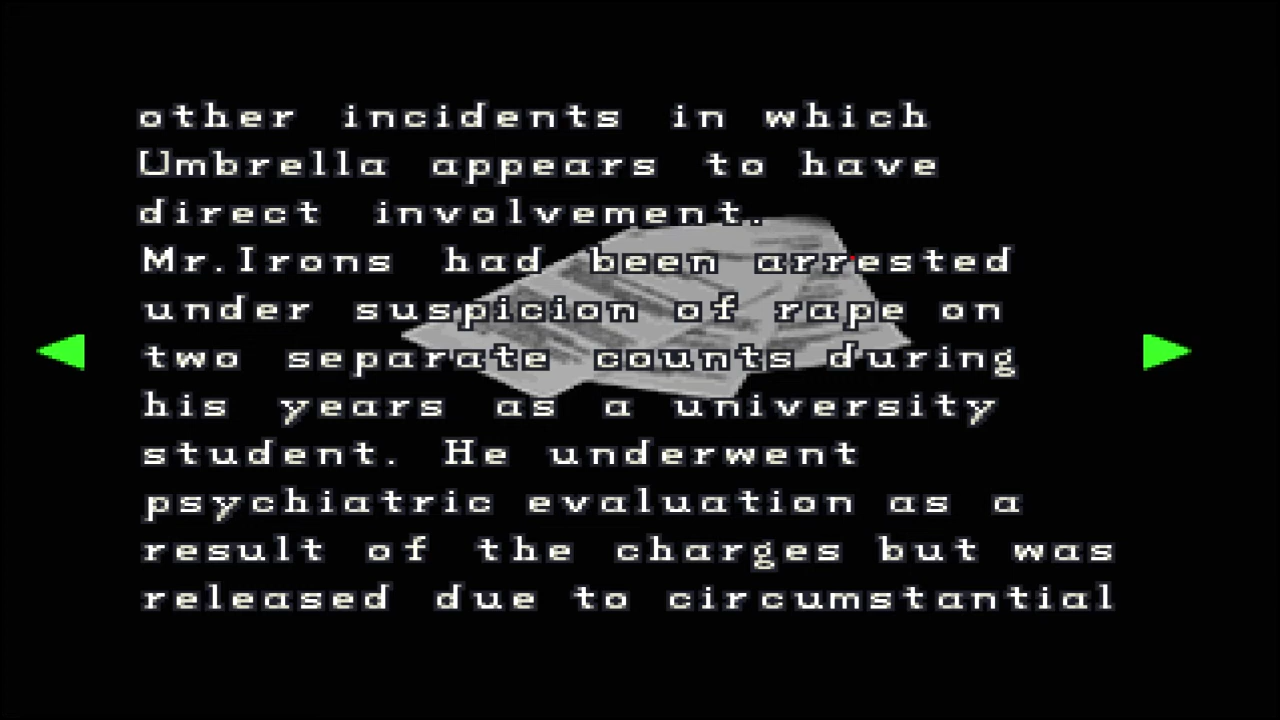 other incidents in which
Umbrella appears to have
direct involvement.
Mr.Irons had been arrested
under suspicion of rape on
two separate counts during
his years as a university
student. He underwent
psychiatric evaluation as a
result of the charges but was
released due to circumstantial